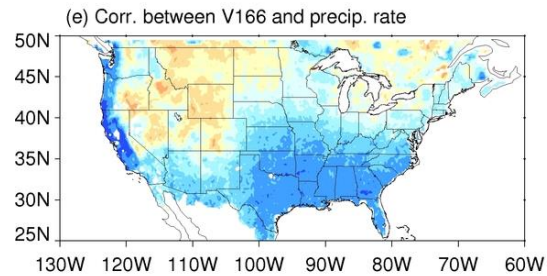 (e) Corr. between V166 and precip. rate
50N
45N
40N
35N
30N
25N
130W 120W 110W 100W 90W 80W 70W 60W